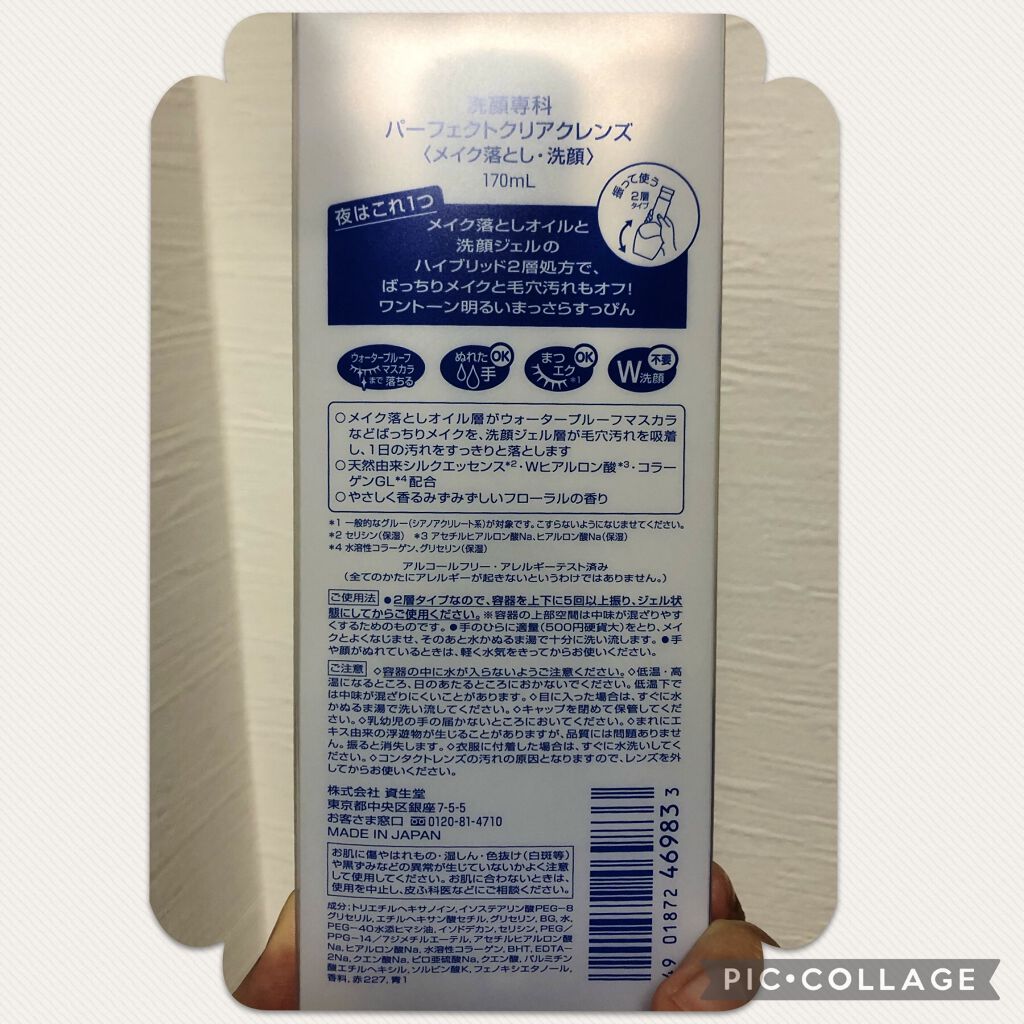 洗顔専科
パーフェクトクリアクレンズ
〈メイク落とし・洗顔〉
170mL
振って使う
2層
タイプ
夜はこれ1つ
メイク落としオイルと
洗顔ジェルの
ハイブリッド2層処方で、
ばっちりメイクと毛穴汚れもオフ!
ワントーン明るいまっさらすっぴん
ウォータープルーフ
マスカラ
まで落ちる
ぬれた
手
OK
まつ
エク*1
OK
W洗顔
不要
○メイク落としオイル層がウォータープルーフマスカラ
などばっちりメイクを、洗顔ジェル層が毛穴汚れを吸着
し、1日の汚れをすっきりと落とします
○天然由来シルクエッセンス*2・Wヒアルロン酸*3・コラー
ゲンGL*4配合
○やさしく香るみずみずしいフローラルの香り
*1 一般的なグルー(シアノアクリレート系)が対象です。こすらないようになじませてください。
*2 セリシン(保湿) *3 アセチルヒアルロン酸Na、ヒアルロン酸Na(保湿)
*4 水溶性コラーゲン、グリセリン(保湿)
アルコールフリー・アレルギーテスト済み
(全てのかたにアレルギーが起きないというわけではありません。)
ご使用法 ●2層タイプなので、容器を上下に5回以上振り、ジェル状
態にしてからご使用ください。※容器の上部空間は中味が混ざりやす
くするためのものです。●手のひらに適量(500円硬貨大)をとり、メイ
クとよくなじませ、そのあと水かぬるま湯で十分に洗い流します。●手
や顔がぬれているときは、軽く水気をきってからお使いください。
ご注意 ◇容器の中に水が入らないようご注意ください。◇低温・高
温になるところ、日のあたるところにおかないでください。低温下で
は中味が混ざりにくいことがあります。◇目に入った場合は、すぐに水
かぬるま湯で洗い流してください。◇キャップを閉めて保管してくだ
さい。◇乳幼児の手の届かないところにおいてください。◇まれにエ
キス由来の浮遊物が生じることがありますが、品質には問題ありませ
ん。振ると消失します。◇衣服に付着した場合は、すぐに水洗いしてく
ださい。◇コンタクトレンズの汚れの原因となりますので、レンズを外
してからお使いください。
株式会社 資生堂
東京都中央区銀座7-5-5
お客さま窓口 0120-81-4710
MADE IN JAPAN
お肌に傷やはれもの・湿しん・色抜け(白斑等)
や黒ずみなどの異常が生じていないかよく注意
して使用してください。お肌に合わないときは、
使用を中止し、皮ふ科医などにご相談ください。
成分:トリエチルヘキサノイン、イソステアリン酸PEG-8
グリセリル、エチルヘキサン酸セチル、グリセリン、BG、水、
PEG-40水添ヒマシ油、イソドデカン、セリシン、PEG/
PPG-14/7ジメチルエーテル、アセチルヒアルロン酸
Na、ヒアルロン酸Na、水溶性コラーゲン、BHT、EDTA-
2Na、クエン酸Na、ピロ亜硫酸Na、クエン酸、パルミチン
酸エチルヘキシル、ソルビン酸K、フェノキシエタノール、
香料、赤227、青1
49 01872 46983 3
PIC•COLLAGE